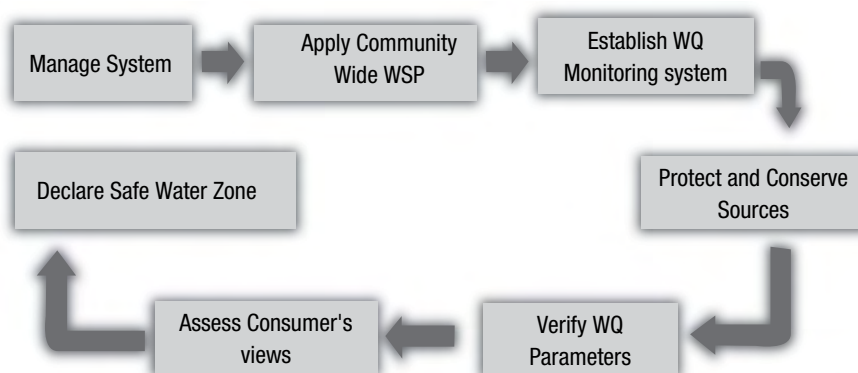 Manage System
Apply Community
Wide WSP
Establish WQ
Monitoring system
Protect and Conserve
Sources
Verify WQ
Parameters
Assess Consumer's
views
Declare Safe Water Zone